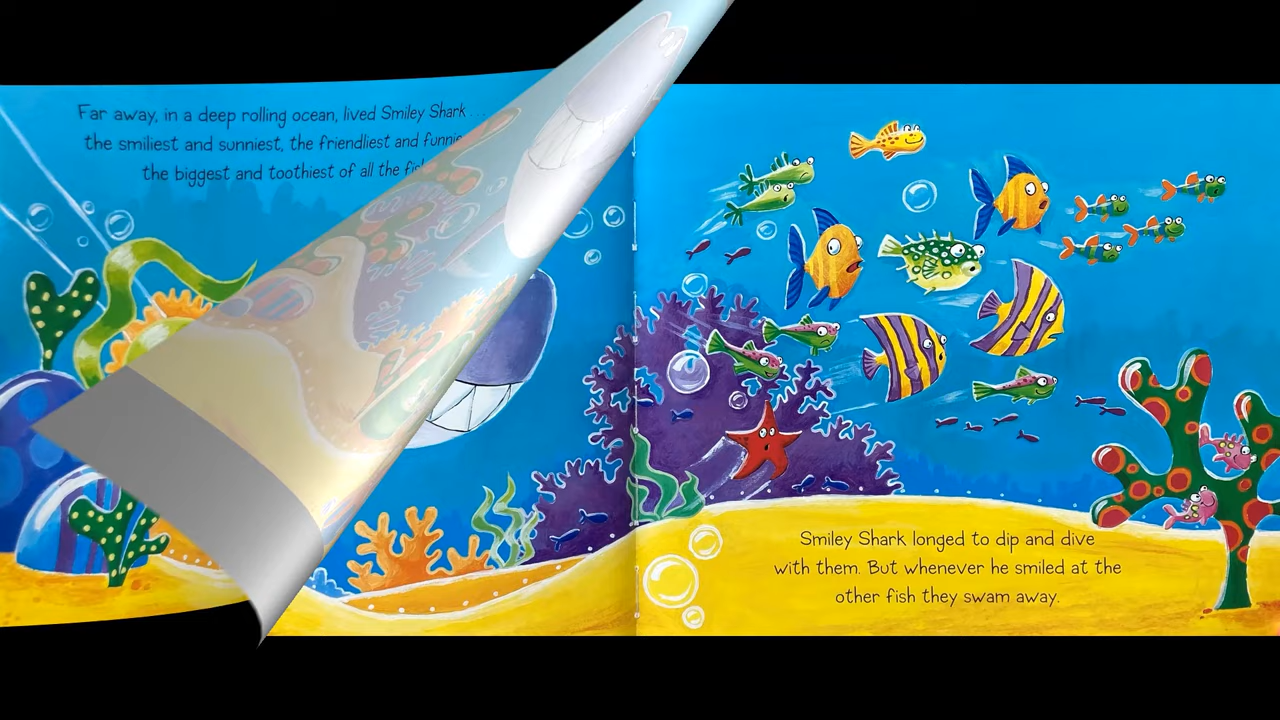 Far away, in a deep rolling ocean, lived Smiley Shark ...
the smiliest and sunniest, the friendliest and
the biggest and toothiest of all the
Smiley Shark longed to dip and dive
with them. But whenever he smiled at the
other fish they swam away.